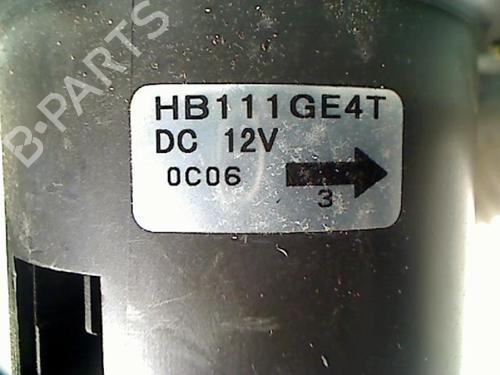 B-PARTS
HB111GE4T
DC 12V
0C06
3